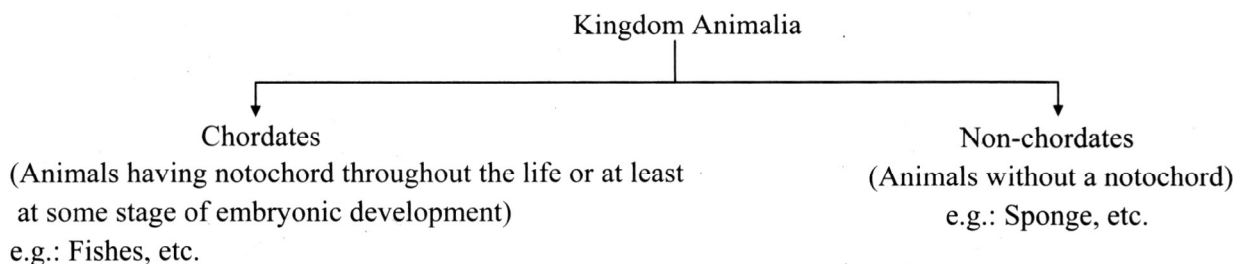 Kingdom Animalia
Chordates
(Animals having notochord throughout the life or at least
at some stage of embryonic development)
e.g.: Fishes, etc.
Non-chordates
(Animals without a notochord)
e.g.: Sponge, etc.